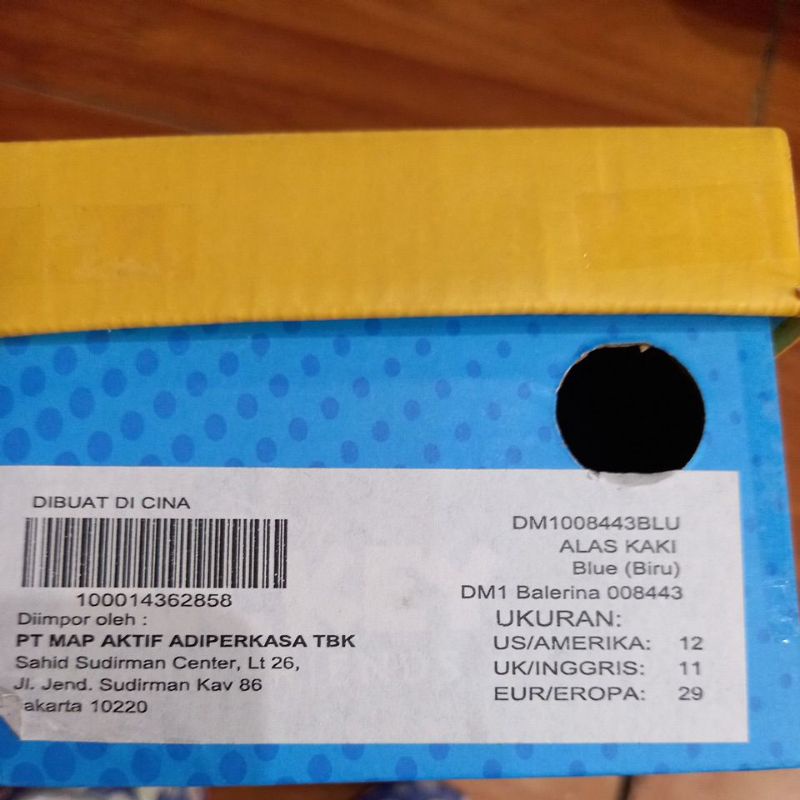 DIBUAT DI CINA
100014362858
Diimpor oleh :
PT MAP AKTIF ADIPERKASA TBK
Sahid Sudirman Center, Lt 26,
Jl. Jend. Sudirman Kav 86
akarta 10220
DM1008443BLU
ALAS KAKI
Blue (Biru)
DM1 Balerina 008443
UKURAN:
US/AMERIKA: 12
UK/INGGRIS: 11
EUR/EROPA: 29